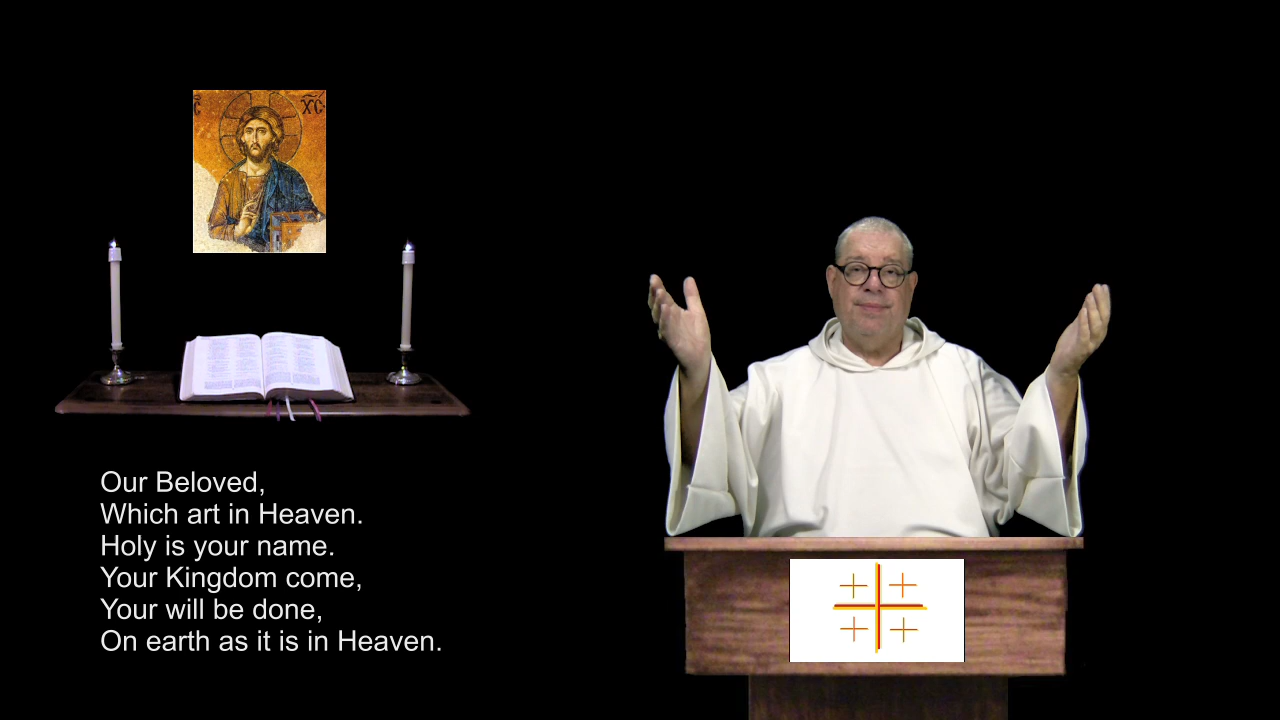 C XC
Our Beloved,
Which art in Heaven.
Holy is your name.
Your Kingdom come,
Your will be done,
On earth as it is in Heaven.